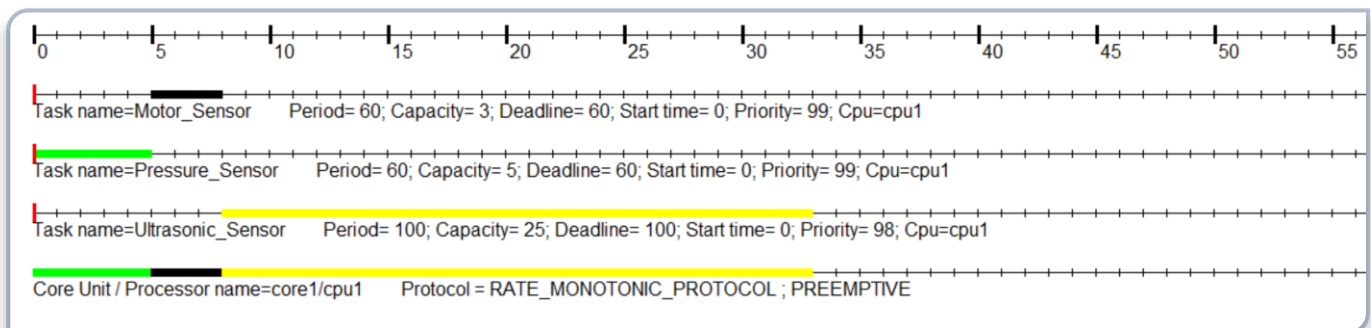 0 5 10 15 20 25 30 35 40 45 50 55
Task name=Motor_Sensor Period= 60; Capacity= 3; Deadline= 60; Start time= 0; Priority= 99; Cpu=cpu1
Task name=Pressure_Sensor Period= 60; Capacity= 5; Deadline= 60; Start time= 0; Priority= 99; Cpu=cpu1
Task name=Ultrasonic_Sensor Period= 100; Capacity= 25; Deadline= 100; Start time= 0; Priority= 98; Cpu=cpu1
Core Unit / Processor name=core1/cpu1 Protocol = RATE_MONOTONIC_PROTOCOL ; PREEMPTIVE